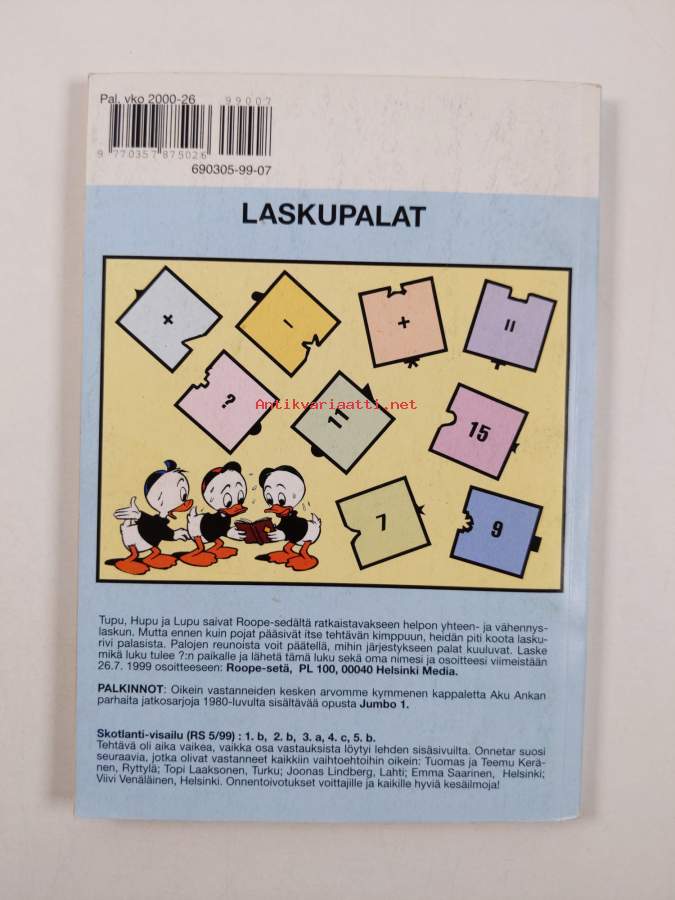 Pal. vko 2000-26
99007
9 770357 875026
690305-99-07
LASKUPALAT
+ – + =
? 11 15
Antikvariaatti.net
7 9
Tupu, Hupu ja Lupu saivat Roope-sedältä ratkaistavakseen helpon yhteen- ja vähennys-
laskun. Mutta ennen kuin pojat pääsivät itse tehtävän kimppuun, heidän piti koota lasku-
rivi palasista. Palojen reunoista voit päätellä, mihin järjestykseen palat kuuluvat. Laske
mikä luku tulee ?:n paikalle ja lähetä tämä luku sekä oma nimesi ja osoitteesi viimeistään
26.7. 1999 osoitteeseen: Roope-setä, PL 100, 00040 Helsinki Media.
PALKINNOT: Oikein vastanneiden kesken arvomme kymmenen kappaletta Aku Ankan
parhaita jatkosarjoja 1980-luvulta sisältävää opusta Jumbo 1.
Skotlanti-visailu (RS 5/99) : 1. b, 2. b, 3. a, 4. c, 5. b.
Tehtävä oli aika vaikea, vaikka osa vastauksista löytyi lehden sisäsivuilta. Onnetar suosi
seuraavia, jotka olivat vastanneet kaikkiin vaihtoehtoihin oikein: Tuomas ja Teemu Kerä-
nen, Ryttylä; Topi Laaksonen, Turku; Joonas Lindberg, Lahti; Emma Saarinen, Helsinki;
Viivi Venäläinen, Helsinki. Onnentoivotukset voittajille ja kaikille hyviä kesäilmoja!